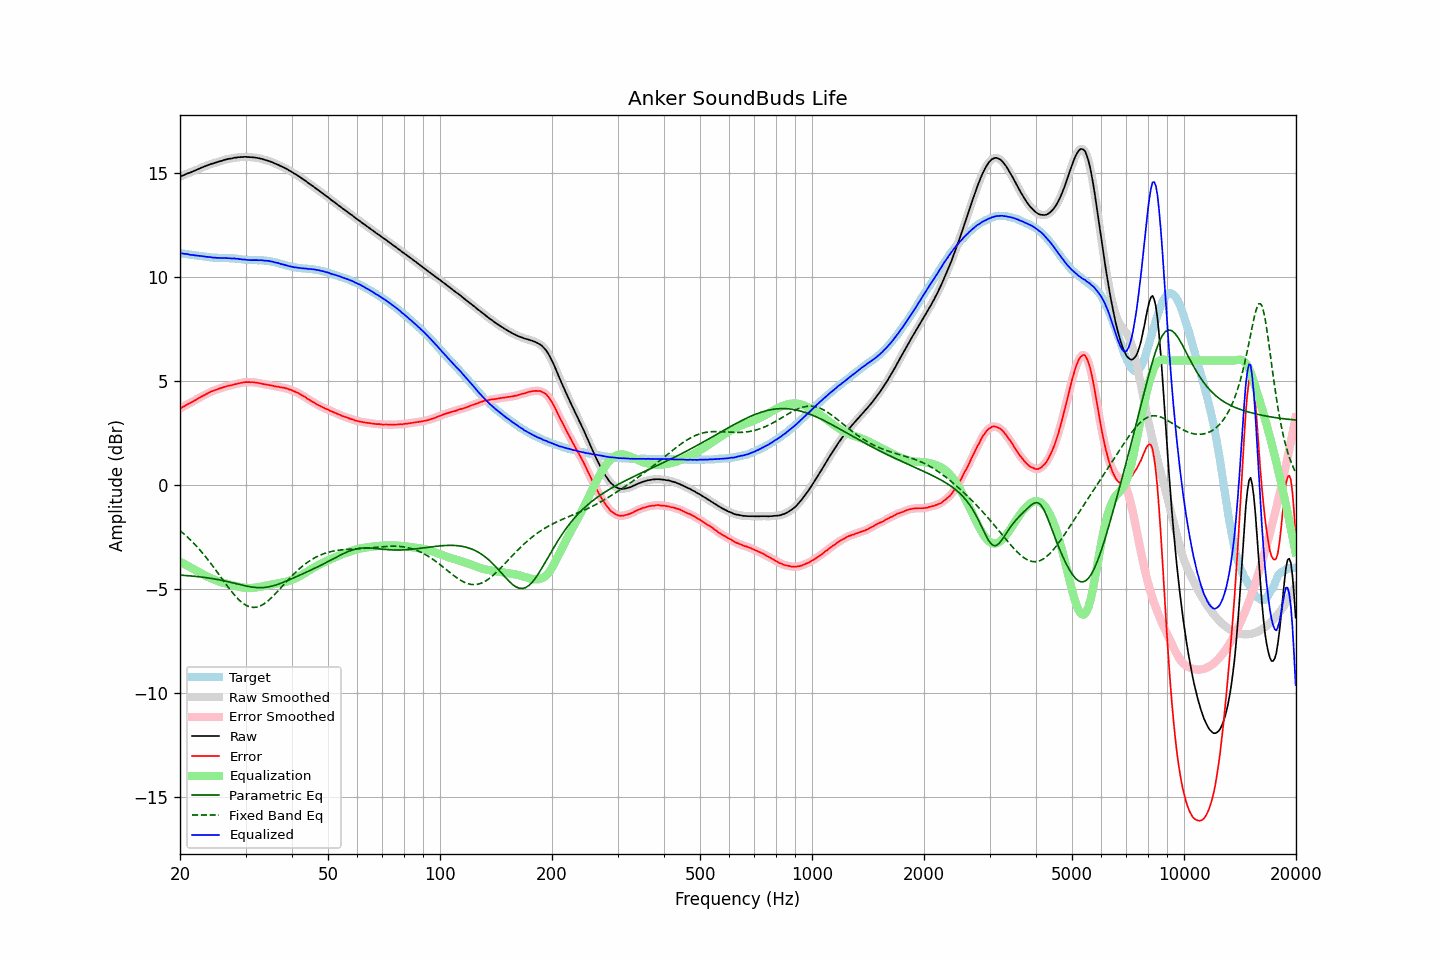 Anker SoundBuds Life
Amplitude (dBr)
15
10
5
0
−5
−10
−15
Target
Raw Smoothed
Error Smoothed
Raw
Error
Equalization
Parametric Eq
Fixed Band Eq
Equalized
20 50 100 200 500 1000 2000 5000 10000 20000
Frequency (Hz)